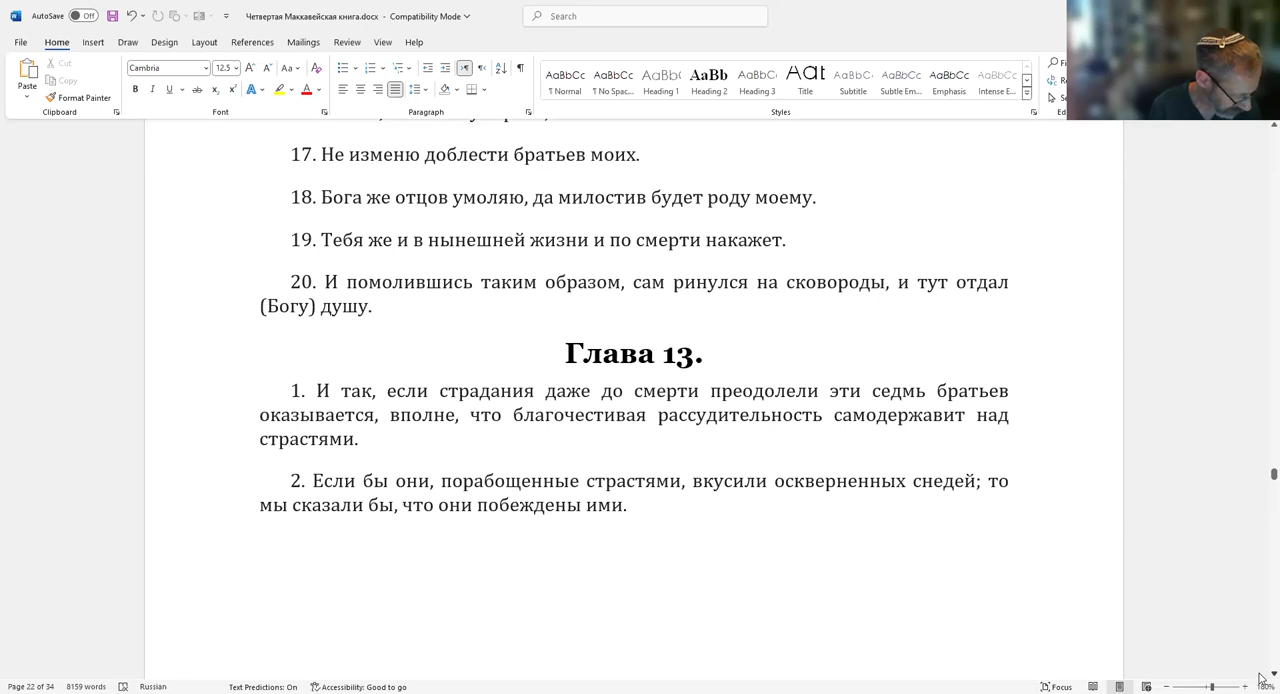 AutoSave Off Четвертая Маккавейская книга.docx - Compatibility Mode Search
File Home Insert Draw Design Layout References Mailings Review View Help
Paste Cut Copy Format Painter Clipboard
Cambria 12.5 Aa Font
Paragraph
AaBbCc AaBbCc AaBb( AaBb AaBbC AaBb AaBbCc AaBbCc AaBbCc AaBbCc
¶ Normal ¶ No Spac... Heading 1 Heading 2 Heading 3 Title Subtitle Subtle Em... Emphasis Intense E...
Styles
17. Не изменю доблести братьев моих.
18. Бога же отцов умоляю, да милостив будет роду моему.
19. Тебя же и в нынешней жизни и по смерти накажет.
20. И помолившись таким образом, сам ринулся на сковороды, и тут отдал
(Богу) душу.
Глава 13.
1. И так, если страдания даже до смерти преодолели эти седмь братьев
оказывается, вполне, что благочестивая рассудительность самодержавит над
страстями.
2. Если бы они, порабощенные страстями, вкусили оскверненных снедей; то
мы сказали бы, что они побеждены ими.
Page 22 of 34 8159 words Russian Text Predictions: On Accessibility: Good to go Focus 180%